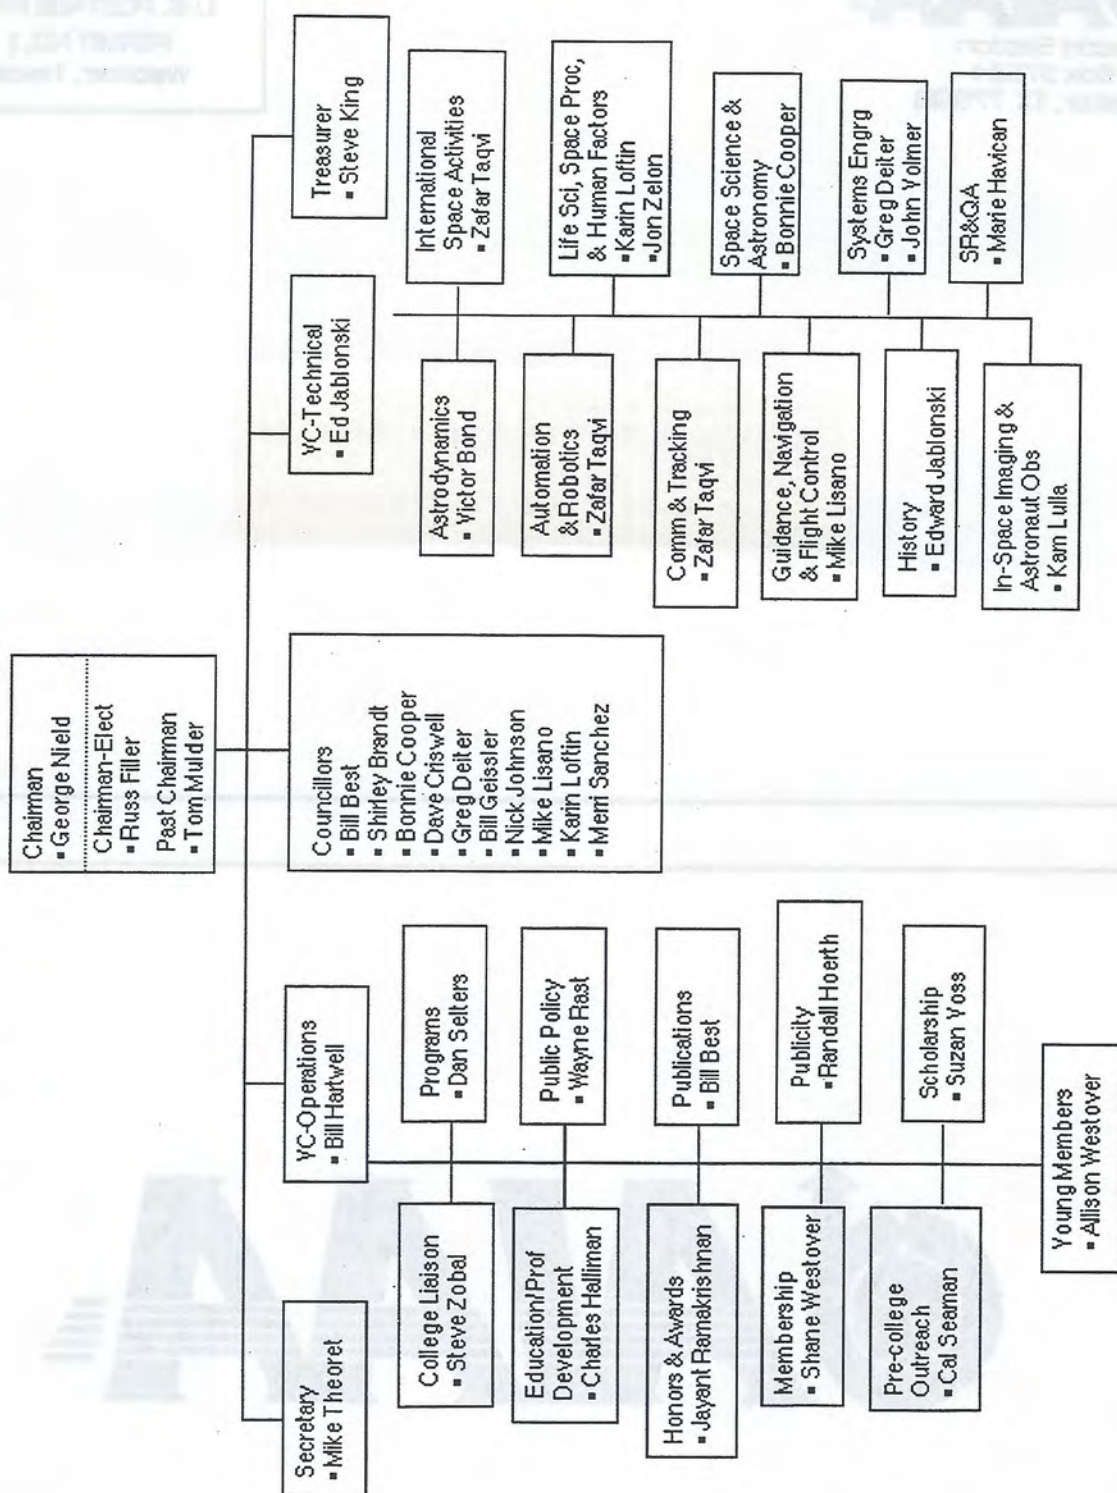 Chairman
▪ George Nield
Chairman-Elect
▪ Russ Filler
Past Chairman
▪ Tom Mulder
Secretary
▪ Mike Theoret
VC-Operations
▪ Bill Hartwell
Councillors
▪ Bill Best
▪ Shirley Brandt
▪ Bonnie Cooper
▪ Dave Criswell
▪ Greg Deiter
▪ Bill Geissler
▪ Nick Johnson
▪ Mike Lisano
▪ Karin Loftin
▪ Merri Sanchez
VC-Technical
▪ Ed Jablonski
Treasurer
▪ Steve King
College Liaison
▪ Steve Zobal
Programs
▪ Dan Selters
Education/Prof
Development
▪ Charles Halliman
Public Policy
▪ Wayne Rast
Honors & Awards
▪ Jayant Ramakrishnan
Publications
▪ Bill Best
Membership
▪ Shane Westover
Publicity
▪ Randall Hoerth
Pre-college
Outreach
▪ Cal Seaman
Scholarship
▪ Suzan Voss
Young Members
▪ Allison Westover
Astrodynamics
▪ Victor Bond
International
Space Activities
▪ Zafar Taqvi
Automation
& Robotics
▪ Zafar Taqvi
Life Sci, Space Proc,
& Human Factors
▪ Karin Loftin
▪ Jon Zelon
Comm & Tracking
▪ Zafar Taqvi
Space Science &
Astronomy
▪ Bonnie Cooper
Guidance, Navigation
& Flight Control
▪ Mike Lisano
Systems Engrg
▪ Greg Deiter
▪ John Volmer
History
▪ Edward Jablonski
SR&QA
▪ Marie Havican
In-Space Imaging &
Astronaut Obs
▪ Kam Lulla